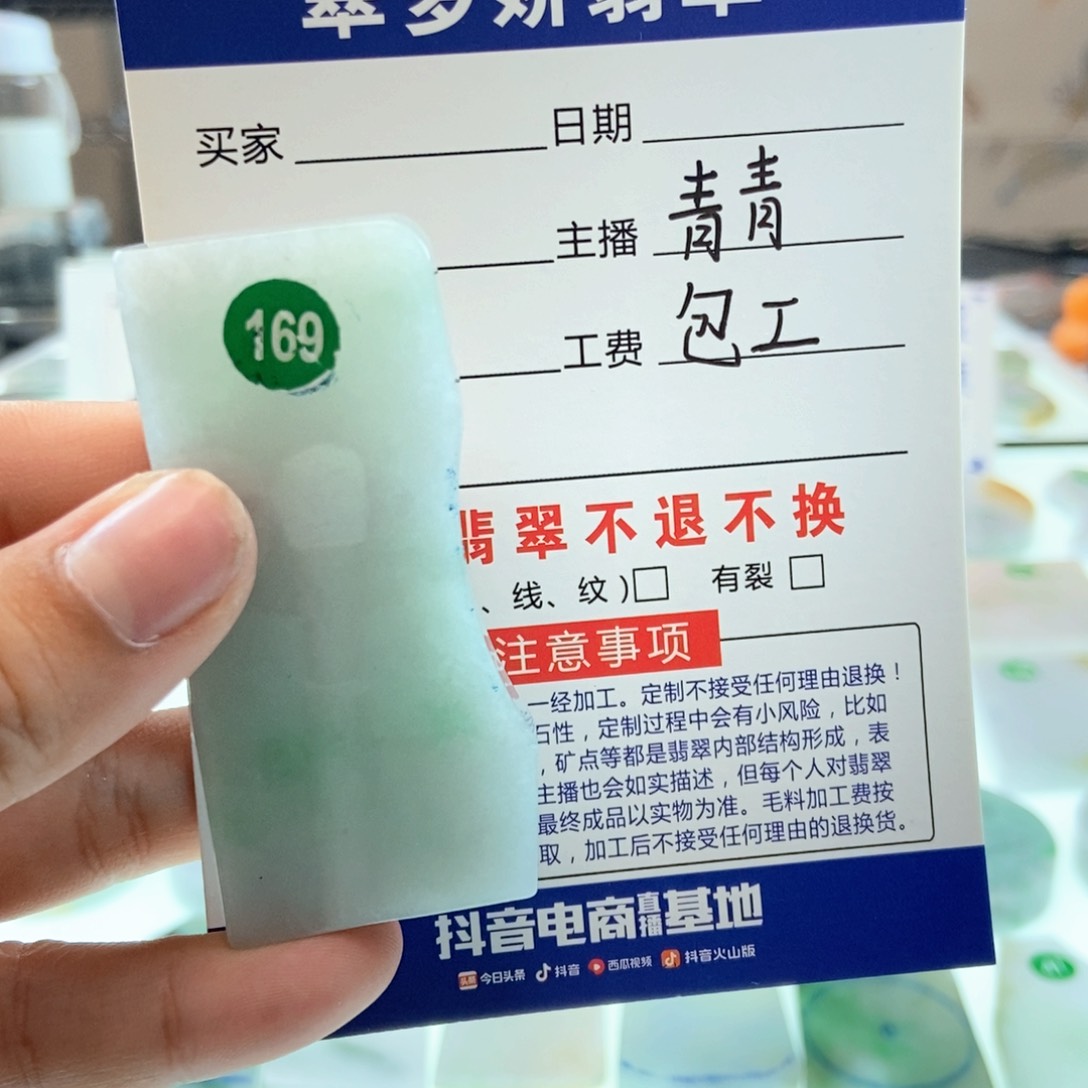 翠梦妍翡翠
买家 日期
169
主播 青青
工费 包工
翡翠不退不换
、线、纹)□ 有裂 □
注意事项
一经加工。定制不接受任何理由退换！
石性，定制过程中会有小风险，比如
，矿点等都是翡翠内部结构形成，表
主播也会如实描述，但每个人对翡翠
最终成品以实物为准。毛料加工费按
取，加工后不接受任何理由的退换货。
抖音电商直播基地
头条 今日头条 抖音 西瓜视频 抖音火山版